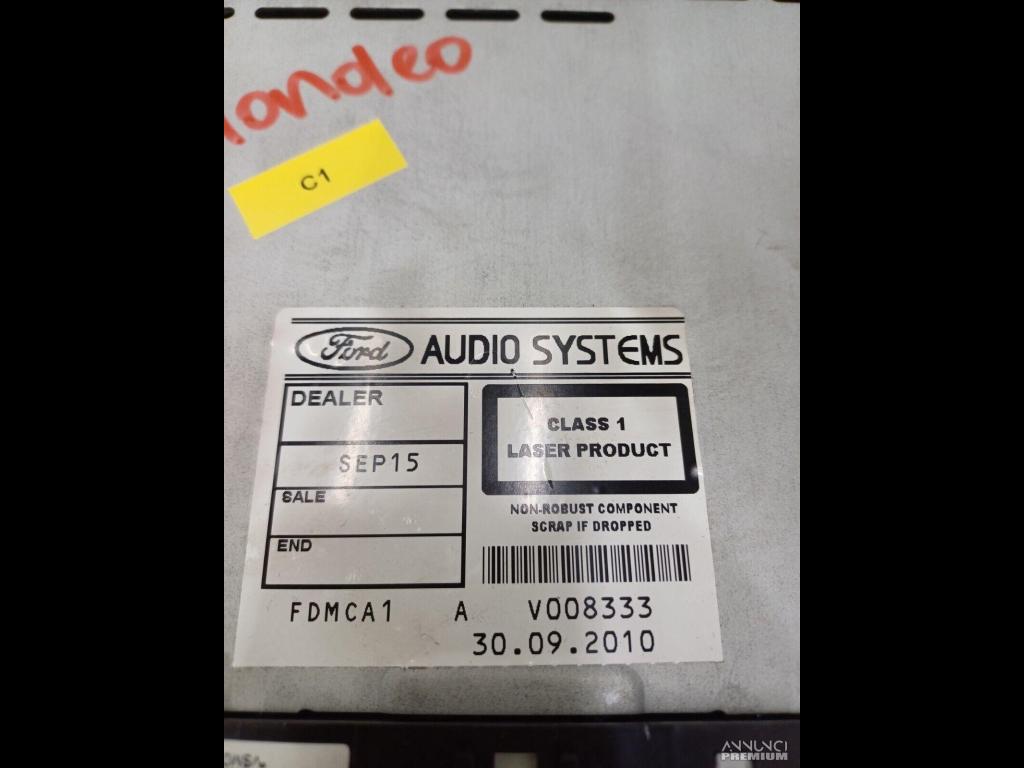 ondeo
C1
Ford AUDIO SYSTEMS
DEALER
SEP15
SALE
END
CLASS 1
LASER PRODUCT
NON-ROBUST COMPONENT
SCRAP IF DROPPED
FDMCA1 A V008333
30.09.2010
ANNUNCI
PREMIUM